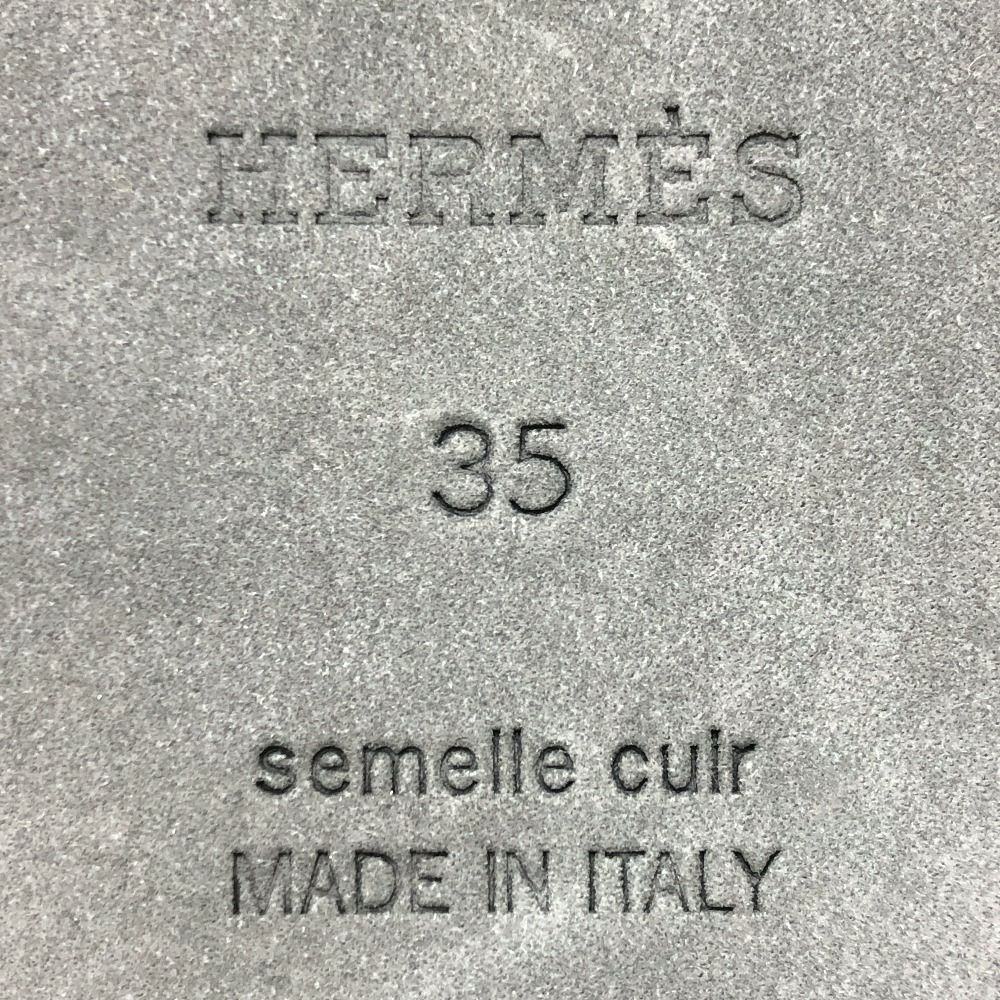 HERMÈS
35
semelle cuir
MADE IN ITALY